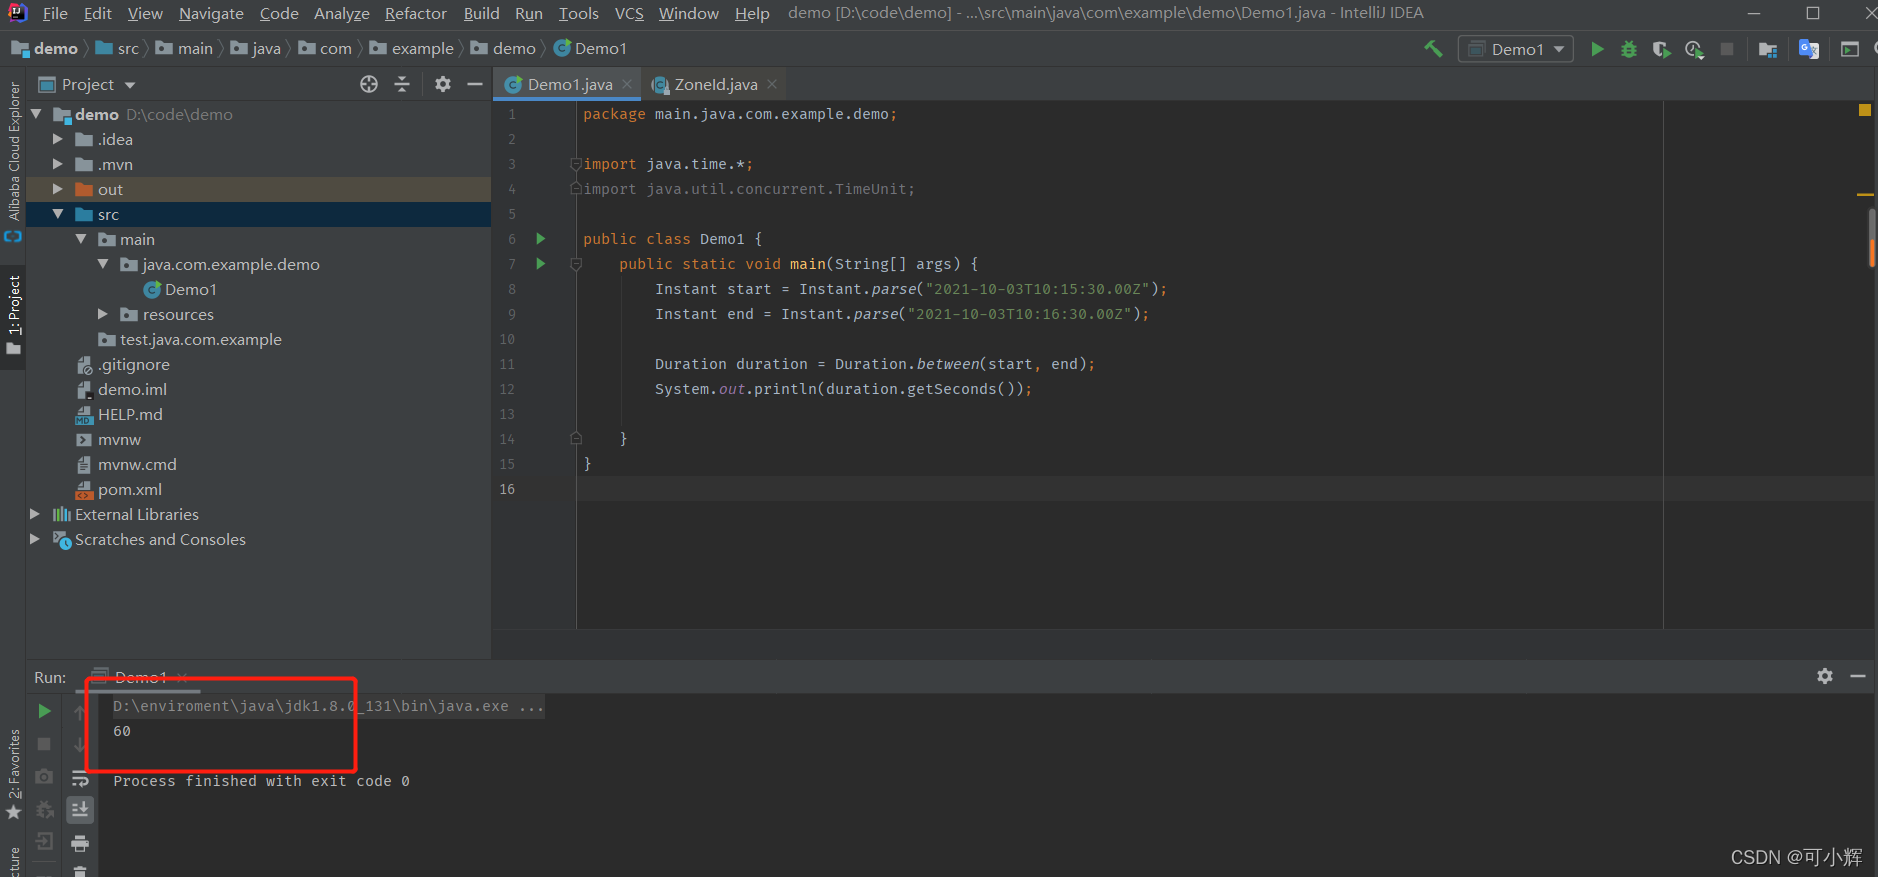 File Edit View Navigate Code Analyze Refactor Build Run Tools VCS Window Help demo [D:\code\demo] - ...\src\main\java\com\example\demo\Demo1.java - IntelliJ IDEA
demo src main java com example demo Demo1 Demo1
Alibaba Cloud Explorer
1: Project
2: Favorites
Project
demo D:\code\demo
.idea
.mvn
out
src
main
java.com.example.demo
Demo1
resources
test.java.com.example
.gitignore
demo.iml
HELP.md
mvnw
mvnw.cmd
pom.xml
External Libraries
Scratches and Consoles
Demo1.java ZoneId.java
1 package main.java.com.example.demo;
2
3 import java.time.*;
4 import java.util.concurrent.TimeUnit;
5
6 public class Demo1 {
7 public static void main(String[] args) {
8 Instant start = Instant.parse("2021-10-03T10:15:30.00Z");
9 Instant end = Instant.parse("2021-10-03T10:16:30.00Z");
10
11 Duration duration = Duration.between(start, end);
12 System.out.println(duration.getSeconds());
13
14 }
15 }
16
Run: Demo1
D:\enviroment\java\jdk1.8.0_131\bin\java.exe ...
60
Process finished with exit code 0
CSDN @可小辉